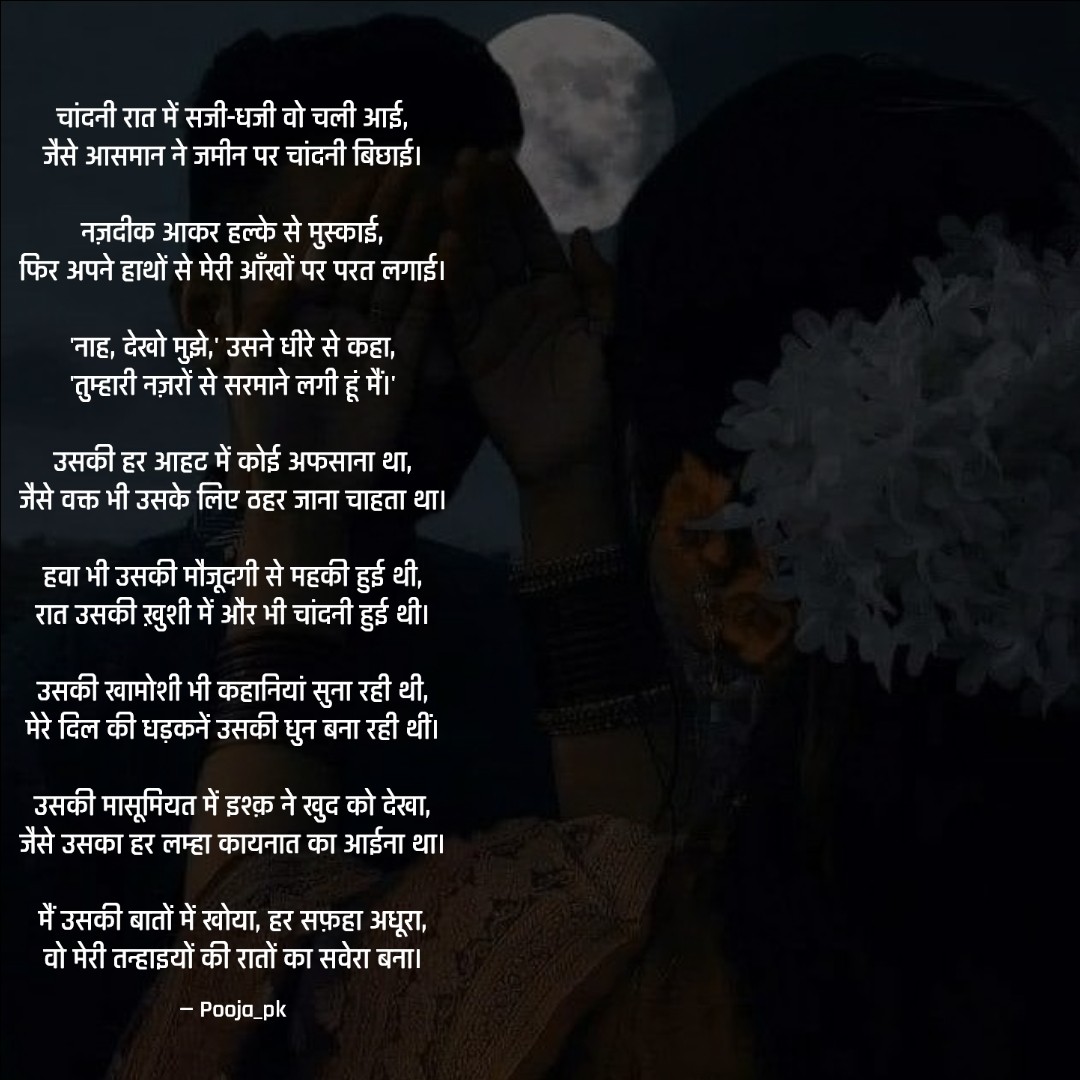 चांदनी रात में सजी-धजी वो चली आई,
जैसे आसमान ने जमीन पर चांदनी बिछाई।
नज़दीक आकर हल्के से मुस्काई,
फिर अपने हाथों से मेरी आँखों पर परत लगाई।
'नाह, देखो मुझे,' उसने धीरे से कहा,
'तुम्हारी नज़रों से सरमाने लगी हूं मैं।'
उसकी हर आहट में कोई अफसाना था,
जैसे वक्त भी उसके लिए ठहर जाना चाहता था।
हवा भी उसकी मौजूदगी से महकी हुई थी,
रात उसकी ख़ुशी में और भी चांदनी हुई थी।
उसकी खामोशी भी कहानियां सुना रही थी,
मेरे दिल की धड़कनें उसकी धुन बना रही थीं।
उसकी मासूमियत में इश्क़ ने खुद को देखा,
जैसे उसका हर लम्हा कायनात का आईना था।
मैं उसकी बातों में खोया, हर सफ़हा अधूरा,
वो मेरी तन्हाइयों की रातों का सवेरा बना।
– Pooja_pk